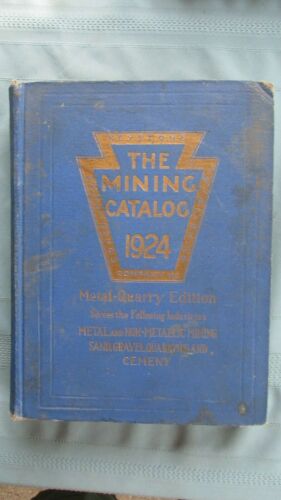 KEYSTONE
THE
MINING
CATALOG
1924
Metal-Quarry Edition
Serves the Following Industries
METAL AND NON-METALLIC MINING
SAND, GRAVEL, QUARRYING AND
CEMENT